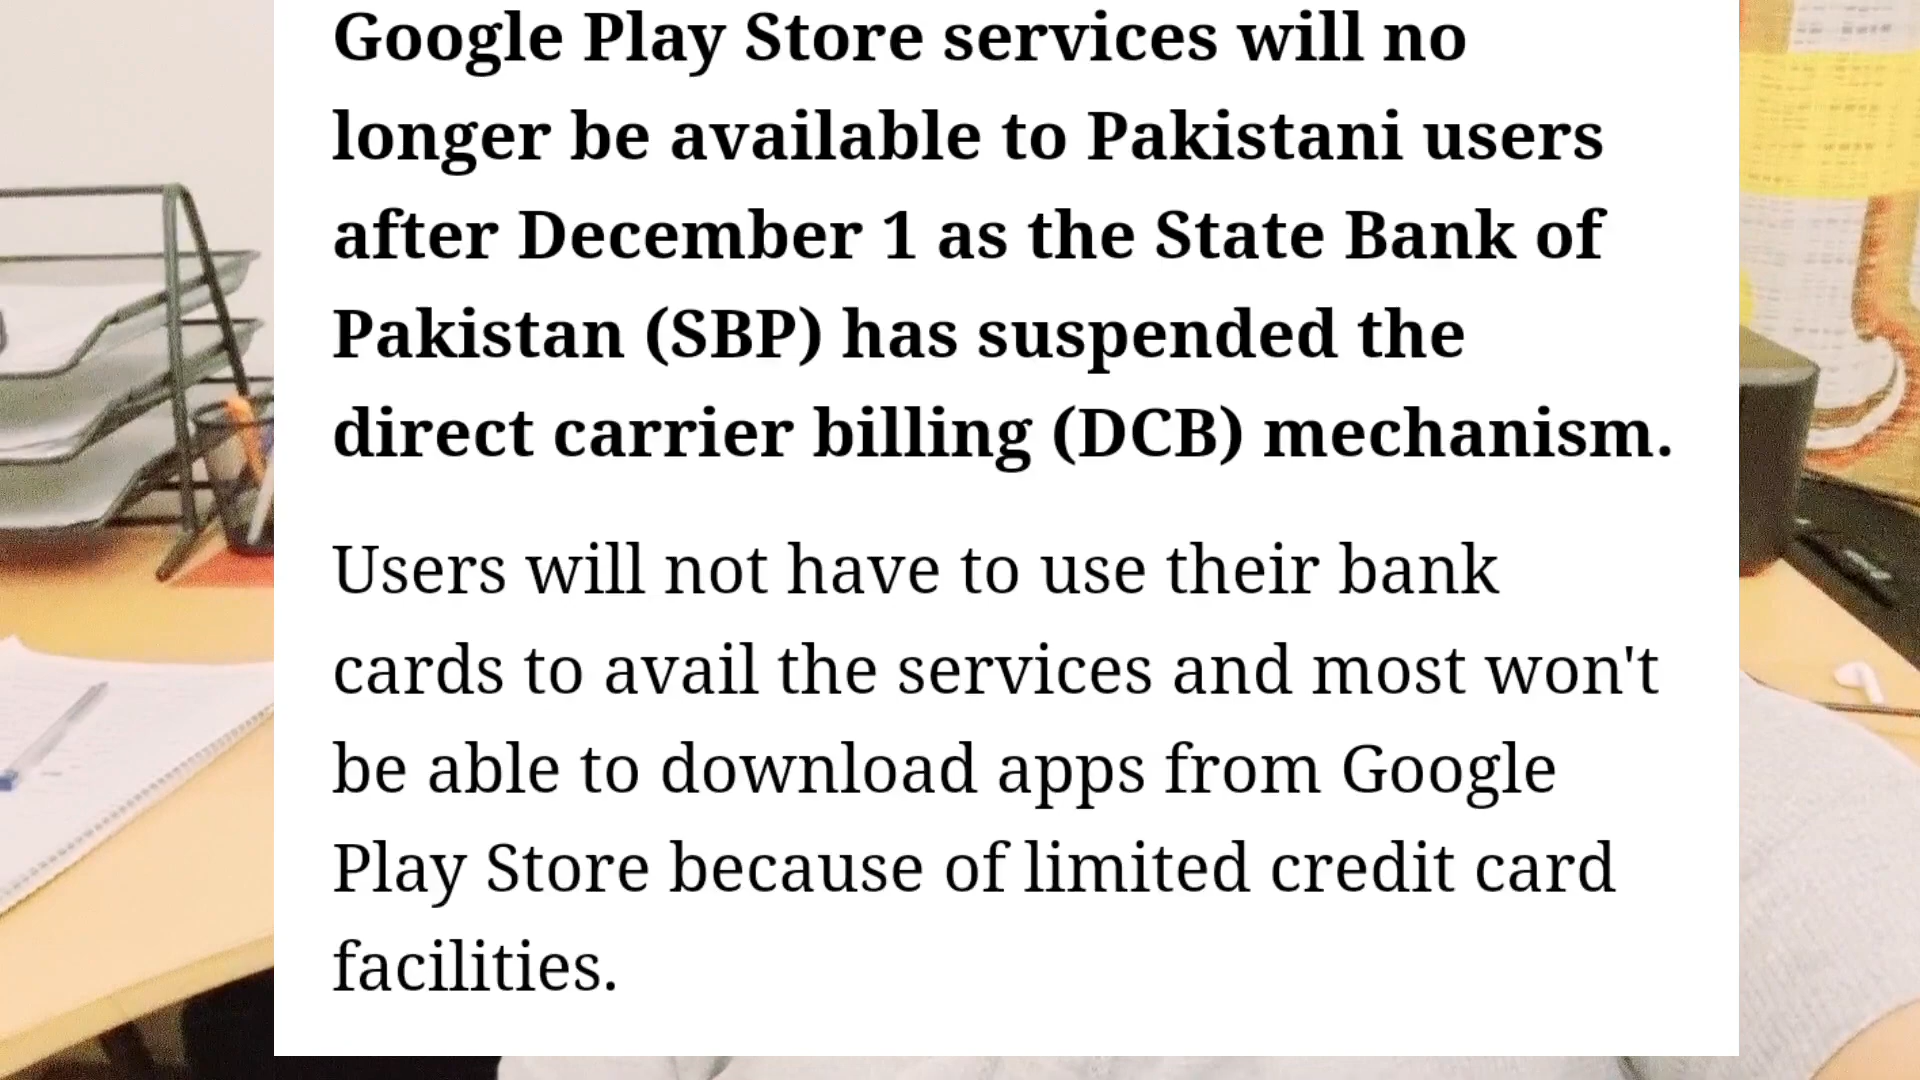 Google Play Store services will no
longer be available to Pakistani users
after December 1 as the State Bank of
Pakistan (SBP) has suspended the
direct carrier billing (DCB) mechanism.
Users will not have to use their bank
cards to avail the services and most won't
be able to download apps from Google
Play Store because of limited credit card
facilities.